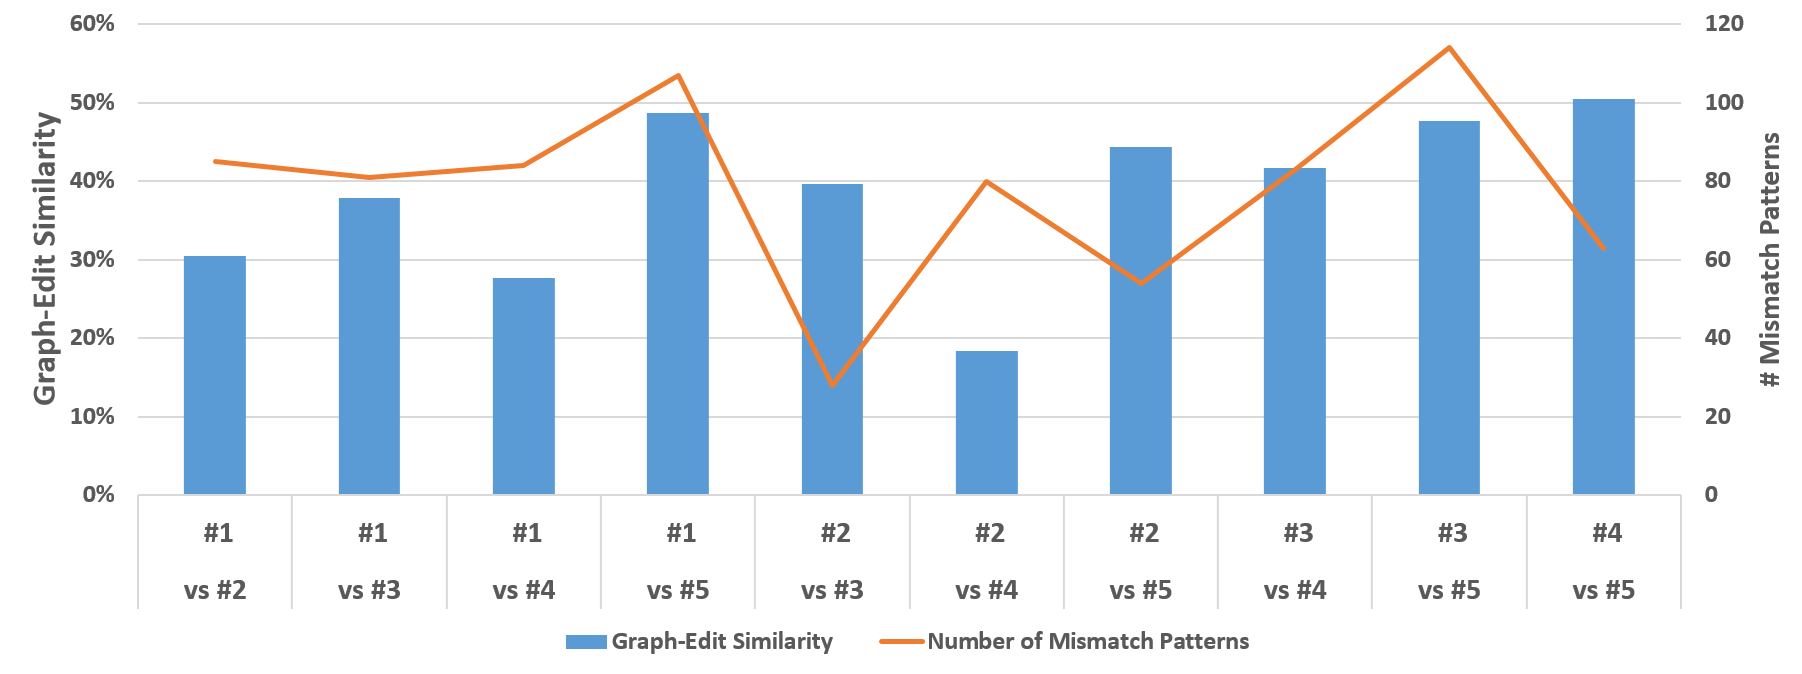 60%
50%
40%
30%
20%
10%
0%
Graph-Edit Similarity
120
100
80
60
40
20
0
# Mismatch Patterns
#1 #1 #1 #1 #2 #2 #2 #3 #3 #4
vs #2 vs #3 vs #4 vs #5 vs #3 vs #4 vs #5 vs #4 vs #5 vs #5
Graph-Edit Similarity Number of Mismatch Patterns